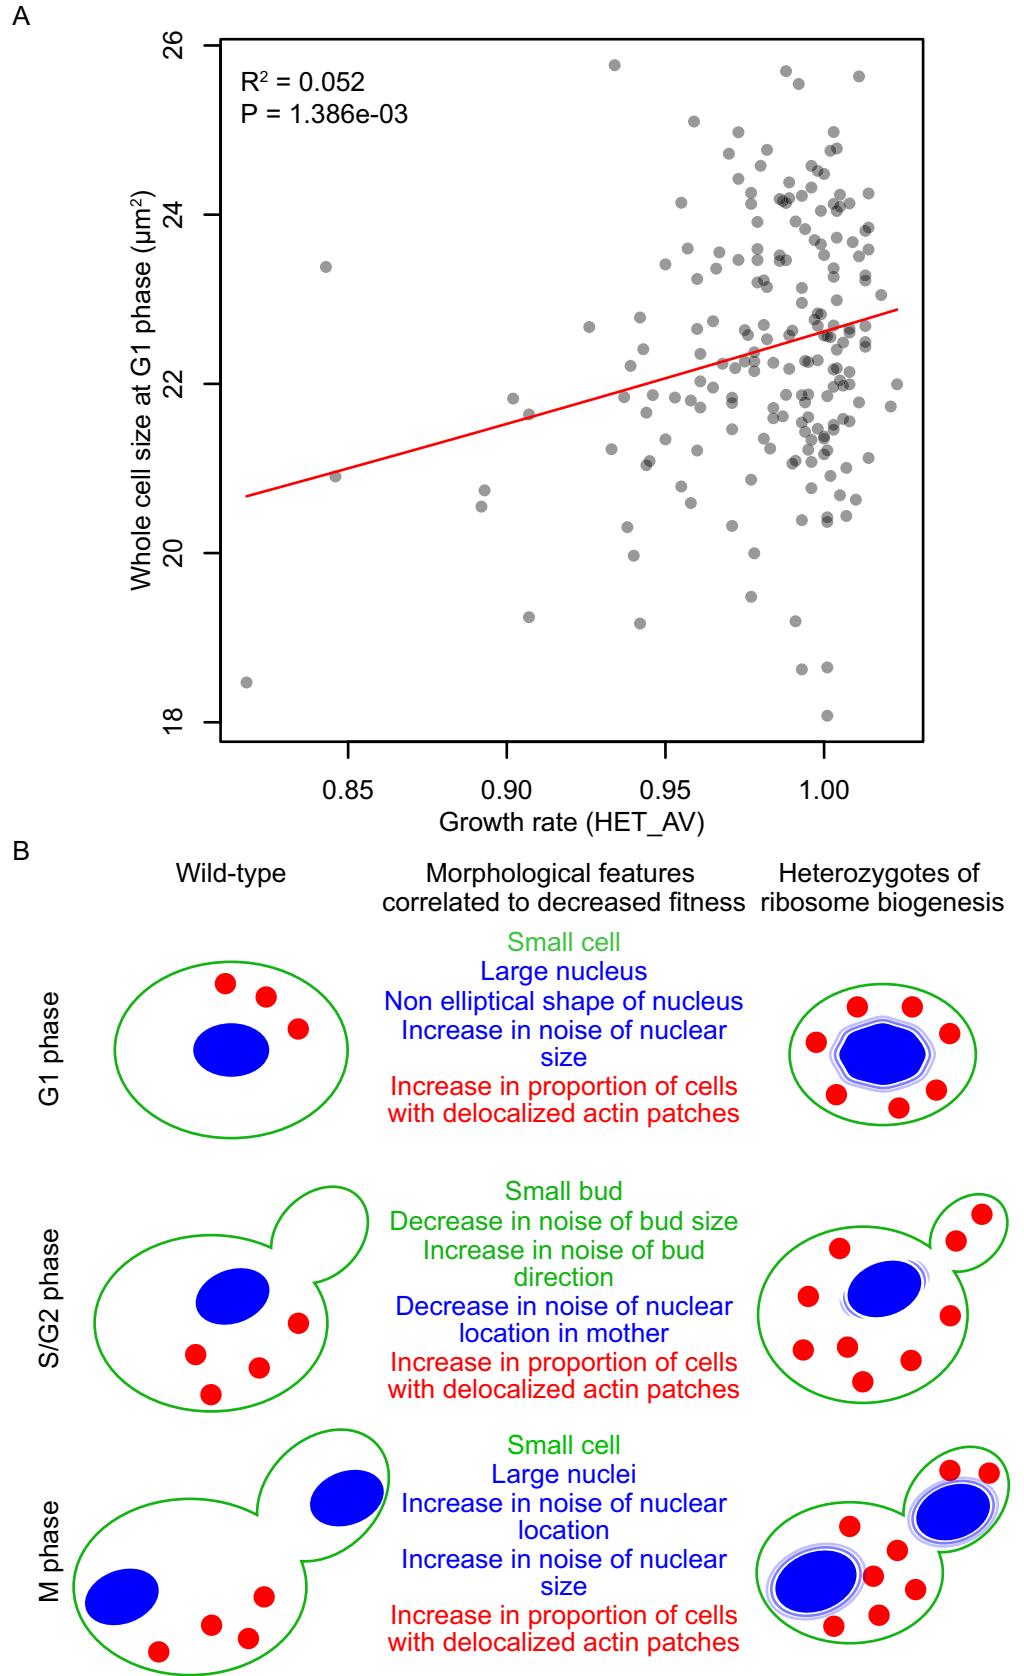 A
R² = 0.052
P = 1.386e-03
Whole cell size at G1 phase (µm²)
26
24
22
20
18
0.85 0.90 0.95 1.00
Growth rate (HET_AV)
B
Wild-type
Morphological features
correlated to decreased fitness
Heterozygotes of
ribosome biogenesis
G1 phase
Small cell
Large nucleus
Non elliptical shape of nucleus
Increase in noise of nuclear
size
Increase in proportion of cells
with delocalized actin patches
S/G2 phase
Small bud
Decrease in noise of bud size
Increase in noise of bud
direction
Decrease in noise of nuclear
location in mother
Increase in proportion of cells
with delocalized actin patches
M phase
Small cell
Large nuclei
Increase in noise of nuclear
location
Increase in noise of nuclear
size
Increase in proportion of cells
with delocalized actin patches